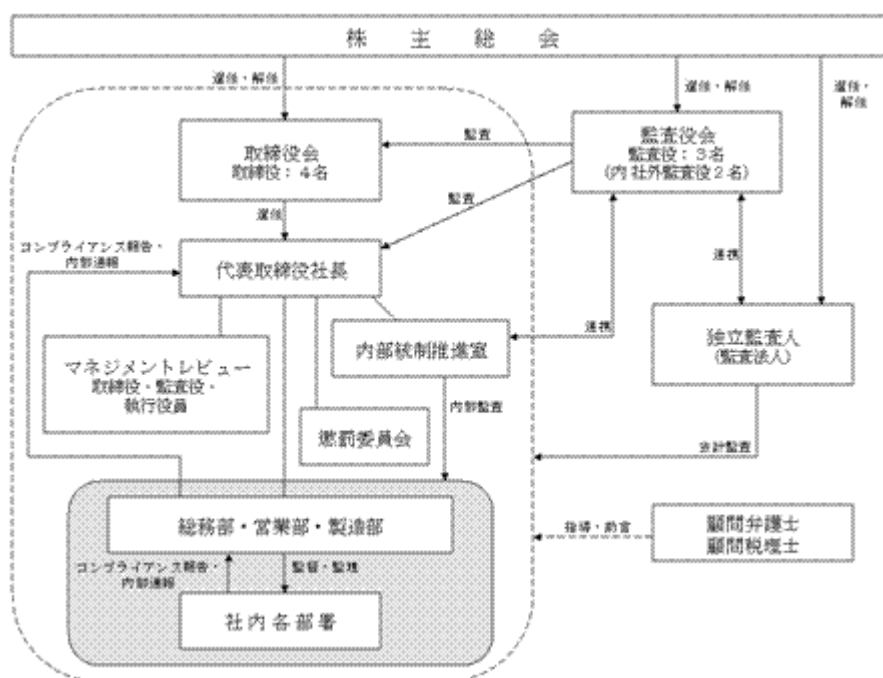 株主総会
選任・解任
選任・解任
選任・
解任
取締役会
取締役：４名
監査
監査役会
監査役：３名
(内 社外監査役２名)
選任
監査
コンプライアンス報告・
内部通報
代表取締役社長
連携
連携
内部統制推進室
独立監査人
(監査法人)
マネジメントレビュー
取締役・監査役・
執行役員
内部監査
懲罰委員会
会計監査
総務部・営業部・製造部
指導・助言
顧問弁護士
顧問税理士
コンプライアンス報告・
内部通報
監督・監理
社内各部署